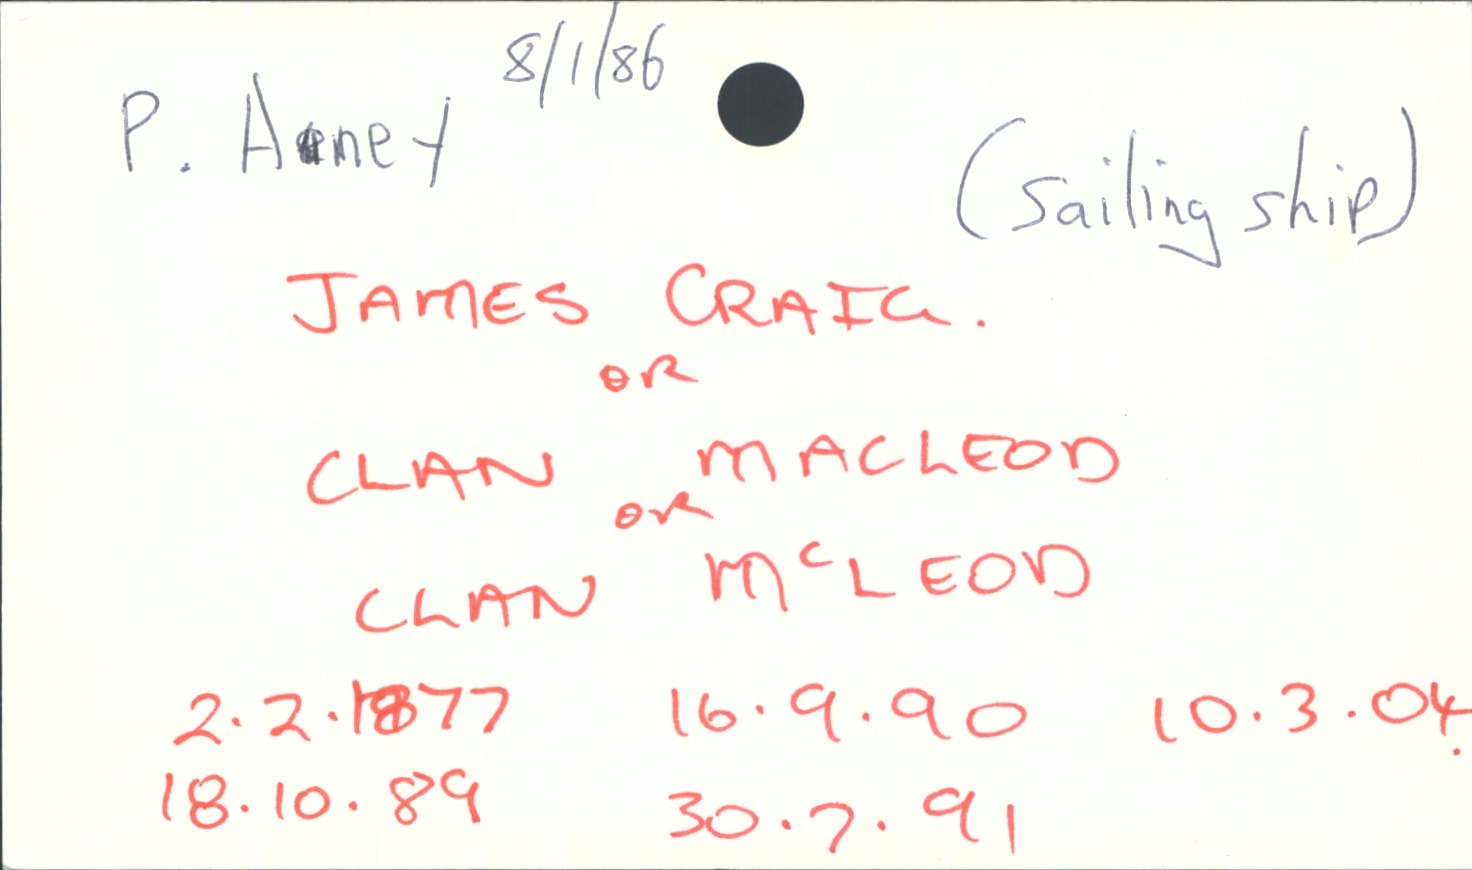 8/1/86
P. Arney
(sailing ship)
JAMES CRAIG.
OR
CLAN MACLEOD
OR
CLAN McLEOD
2.2.1877 16.9.90 10.3.04.
18.10.89 30.7.91